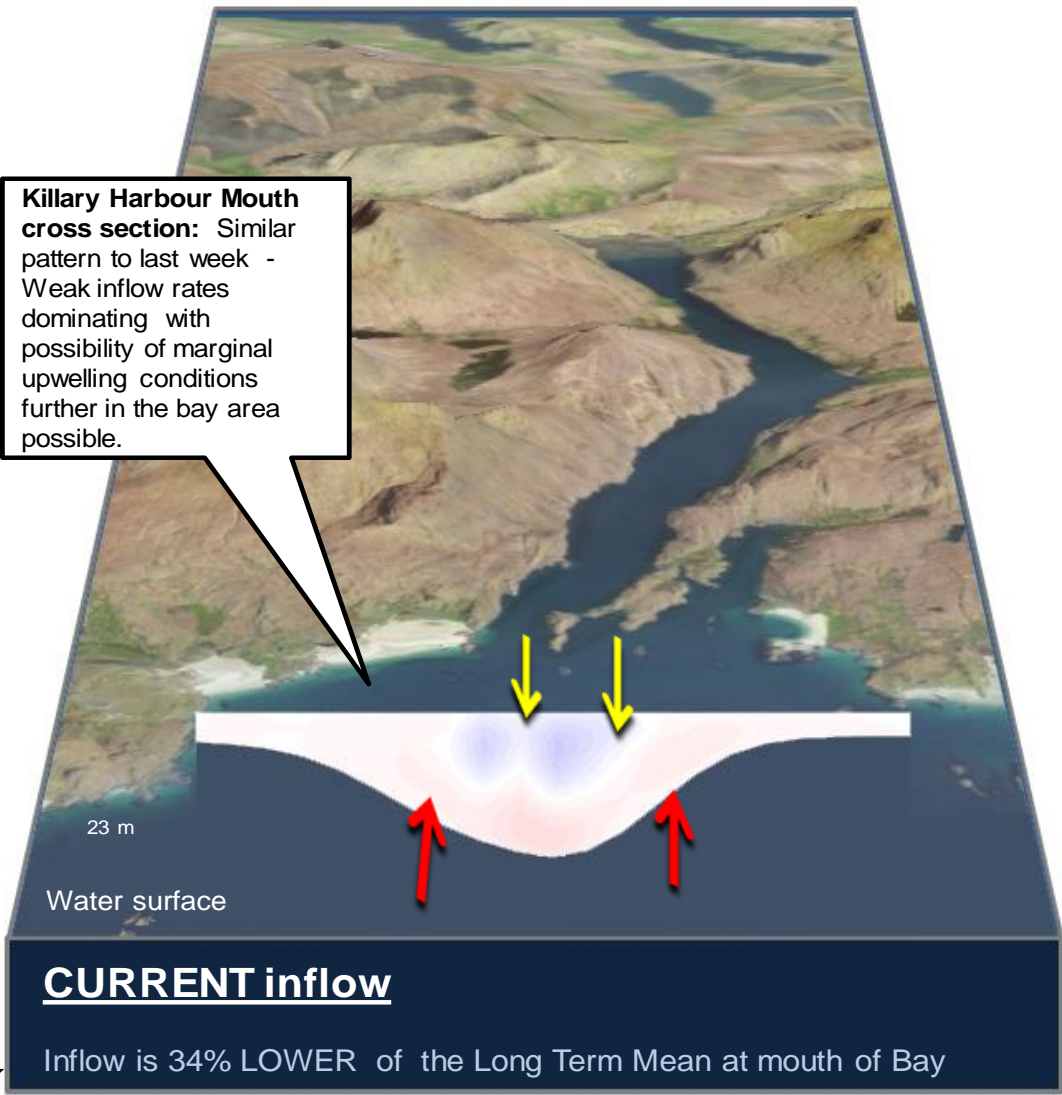 Killary Harbour Mouth
cross section: Similar
pattern to last week -
Weak inflow rates
dominating with
possibility of marginal
upwelling conditions
further in the bay area
possible.
23 m
Water surface
CURRENT inflow
Inflow is 34% LOWER of the Long Term Mean at mouth of Bay